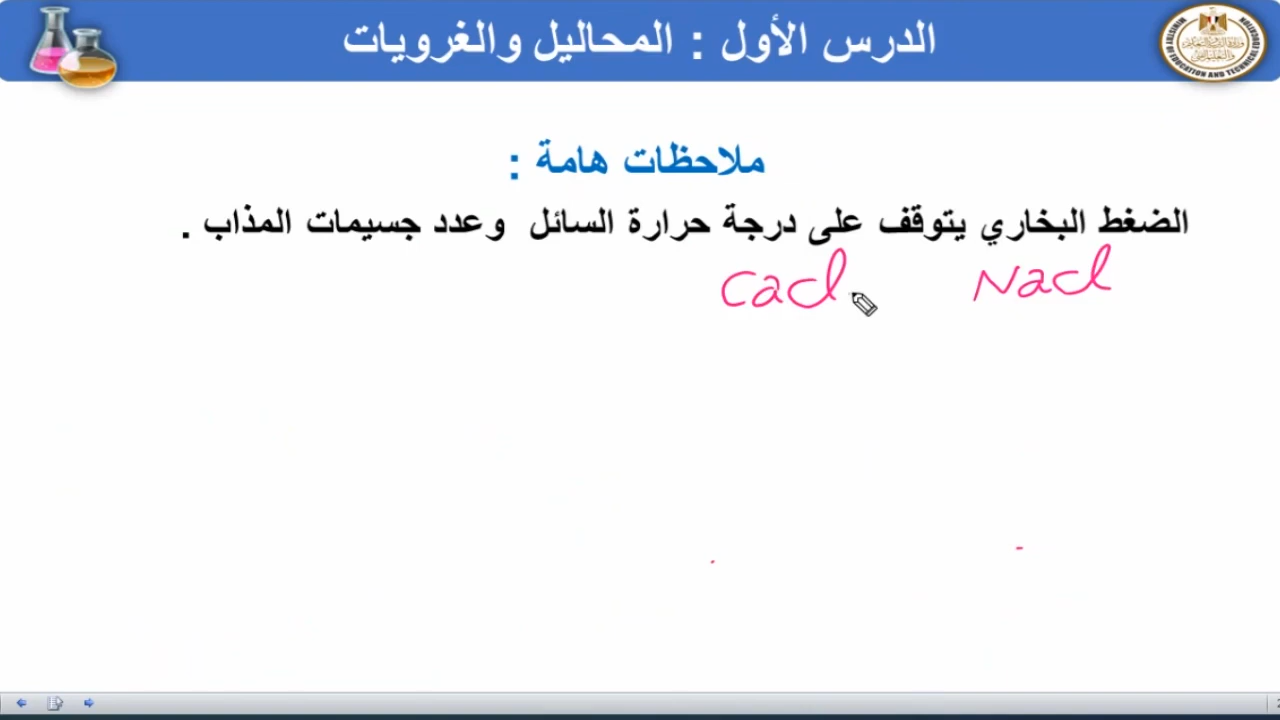 الدرس الأول : المحاليل والغرويات
ملاحظات هامة :
الضغط البخاري يتوقف على درجة حرارة السائل وعدد جسيمات المذاب .
Nacl
cacl